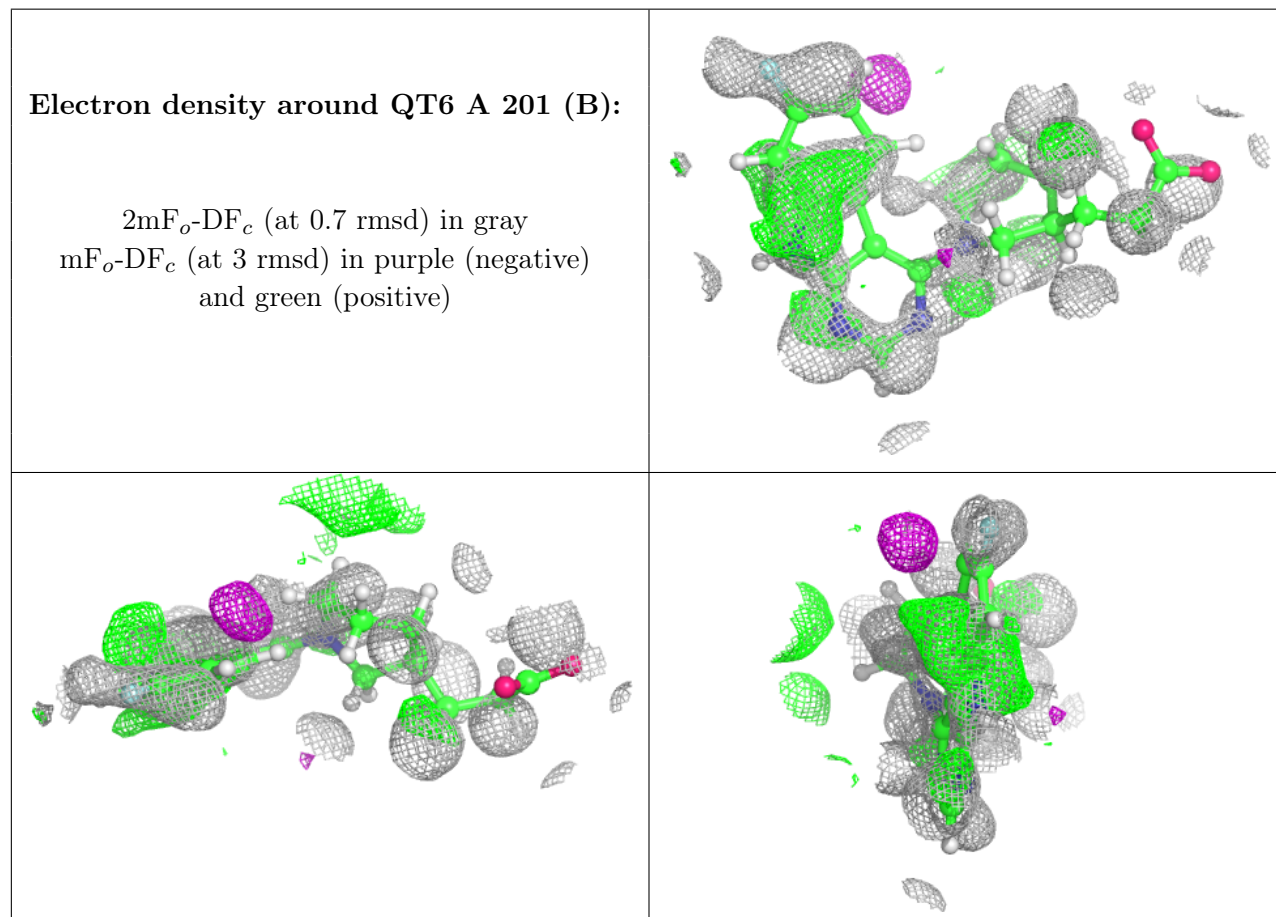 Electron density around QT6 A 201 (B):
2mFₒ-DF𝒸 (at 0.7 rmsd) in gray
mFₒ-DF𝒸 (at 3 rmsd) in purple (negative)
and green (positive)